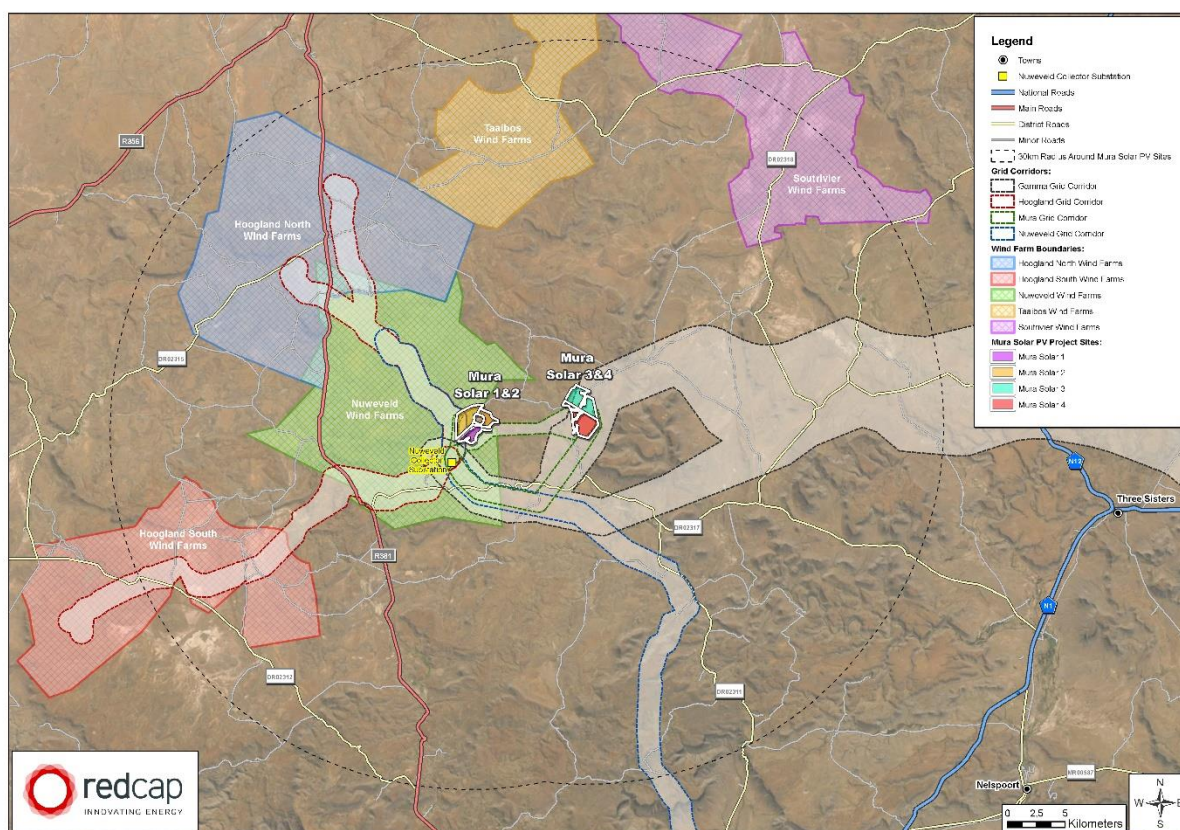 Legend
Towns
Nuweveld Collector Substation
National Roads
Main Roads
District Roads
Minor Roads
30km Radius Around Mura Solar PV Sites
Grid Corridors:
Gamma Grid Corridor
Hoogland Grid Corridor
Mura Grid Corridor
Nuweveld Grid Corridor
Wind Farm Boundaries:
Hoogland North Wind Farms
Hoogland South Wind Farms
Nuweveld Wind Farms
Taaibos Wind Farms
Soutrivier Wind Farms
Mura Solar PV Project Sites:
Mura Solar 1
Mura Solar 2
Mura Solar 3
Mura Solar 4
Taaibos
Wind Farms
R356
DR02318
Soutrivier
Wind Farms
Hoogland North
Wind Farms
DR02315
Mura
Solar 3&4
Mura
Solar 1&2
Nuweveld
Wind Farms
Nuweveld
Collector
Substation
N12
Three Sisters
DR02317
Hoogland South
Wind Farms
R381
N1
DR02312
DR02311
Nelspoort
MR00587
redcap
INNOVATING ENERGY
0 2.5 5
Kilometers
N
W E
S